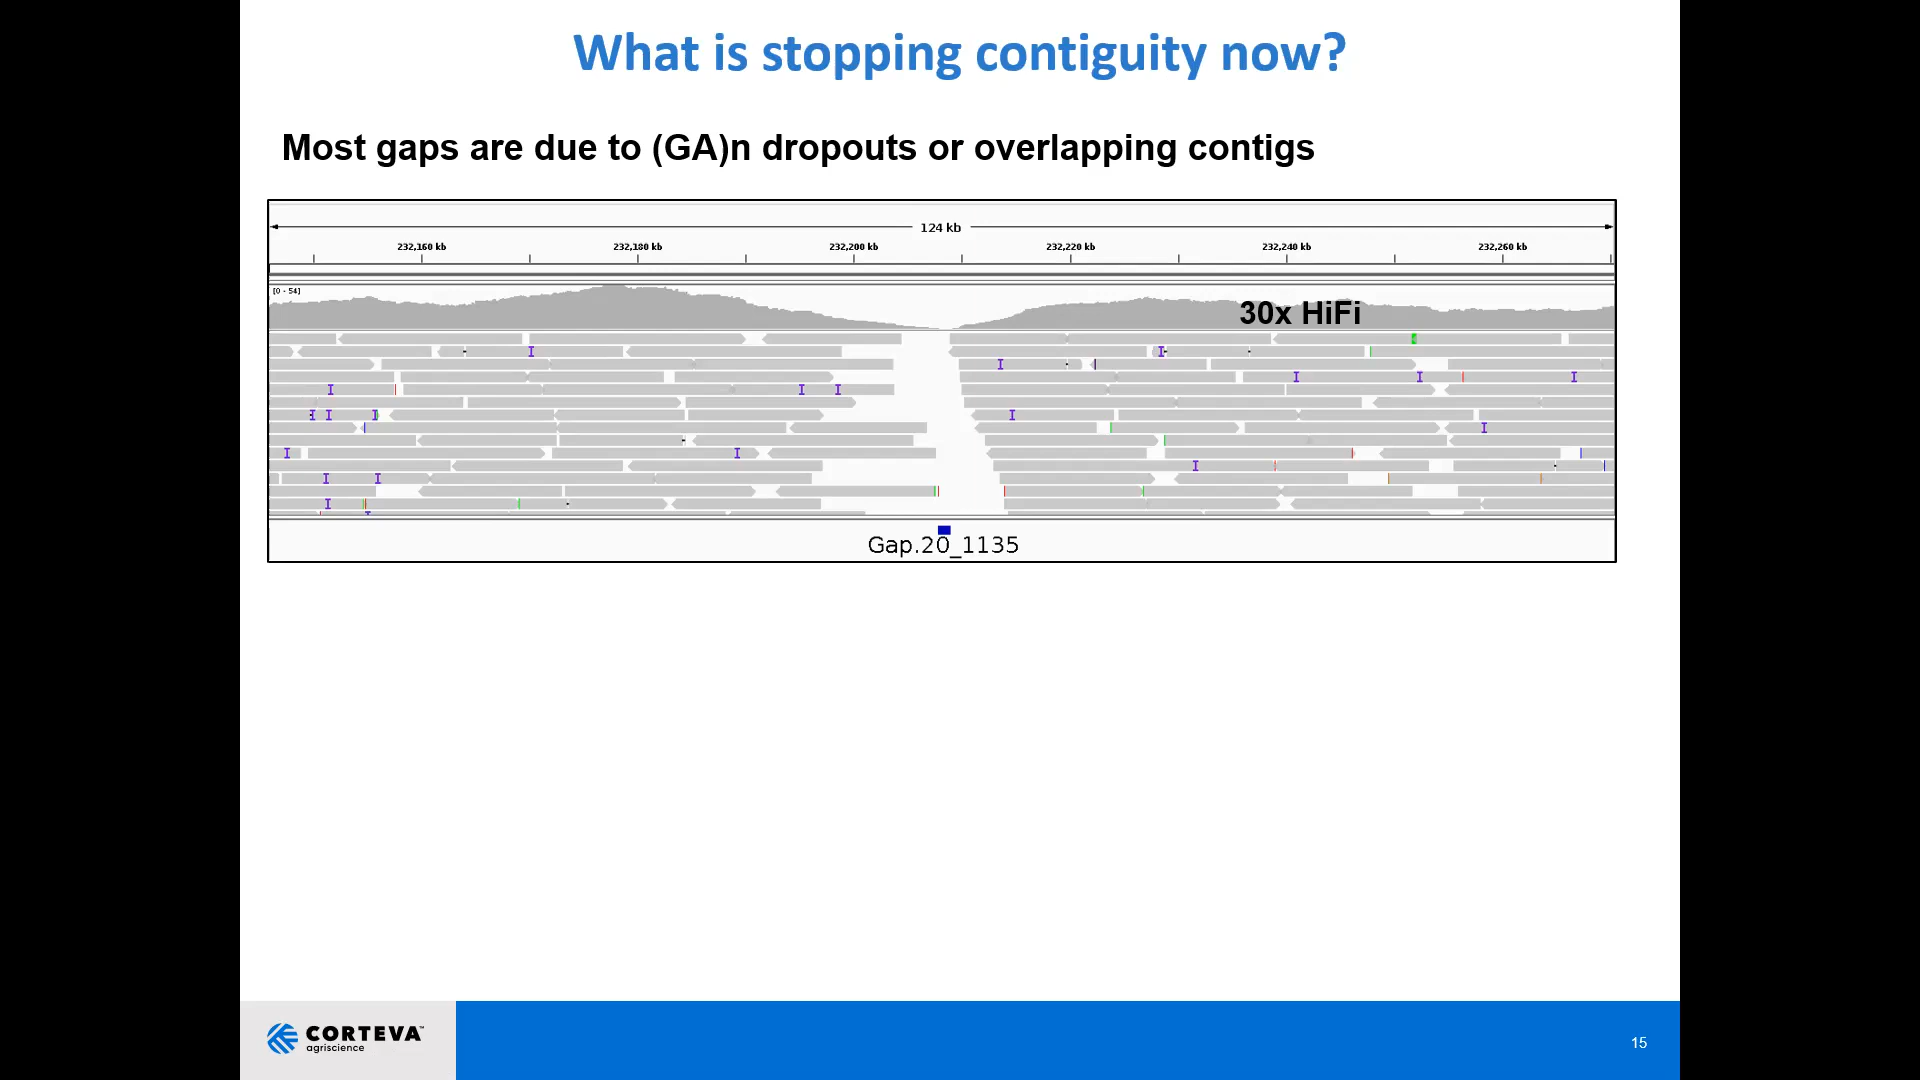 What is stopping contiguity now?
Most gaps are due to (GA)n dropouts or overlapping contigs
124 kb
232,160 kb 232,180 kb 232,200 kb 232,220 kb 232,240 kb 232,260 kb
[0 - 54]
30x HiFi
Gap.20_1135
CORTEVA™
agriscience
15